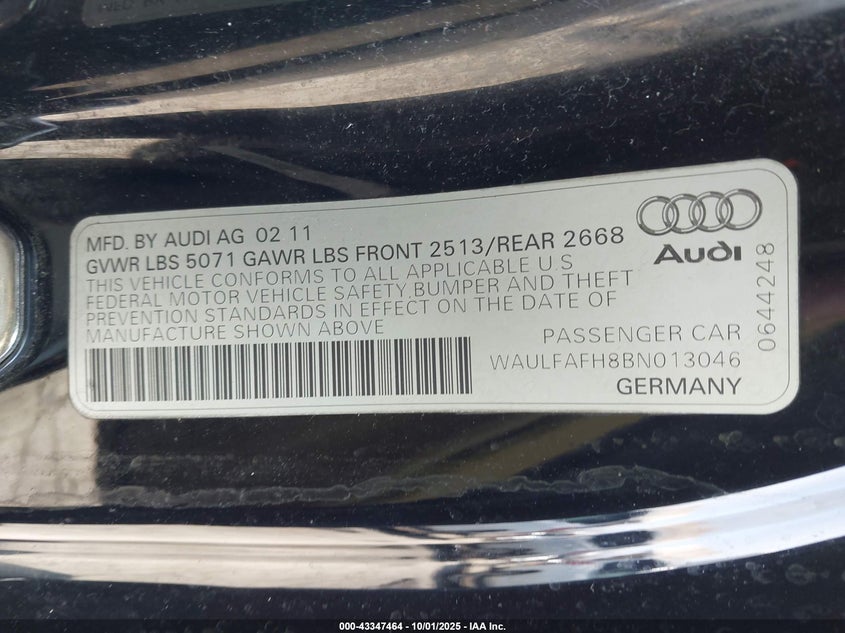 MFD. BY AUDI AG 02 11
GVWR LBS 5071 GAWR LBS FRONT 2513/REAR 2668
THIS VEHICLE CONFORMS TO ALL APPLICABLE U.S
FEDERAL MOTOR VEHICLE SAFETY,BUMPER AND THEFT
PREVENTION STANDARDS IN EFFECT ON THE DATE OF
MANUFACTURE SHOWN ABOVE
Audi
0644248
PASSENGER CAR
WAULFAFH8BN013046
GERMANY
000-43347464 - 10/01/2025 - IAA Inc.